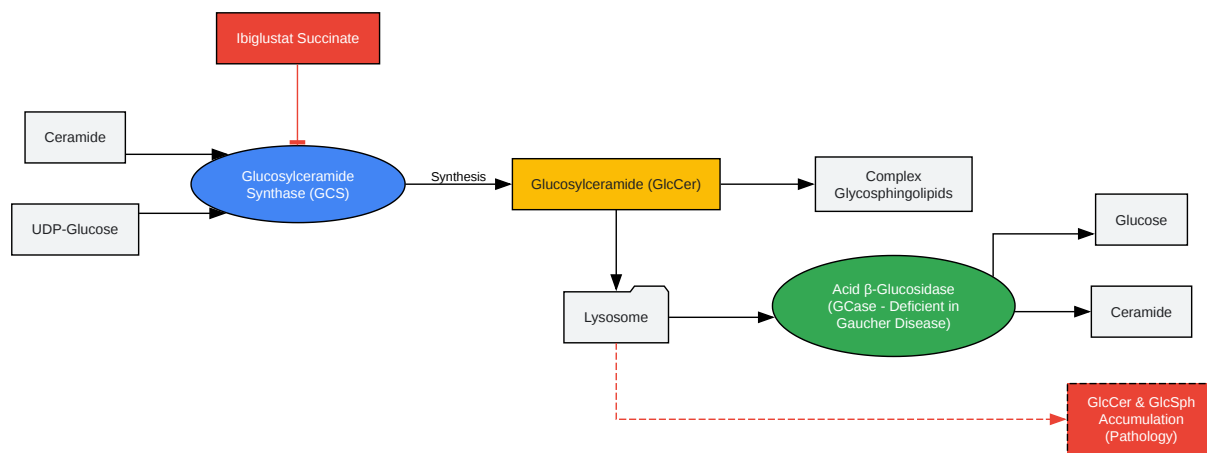 Ibiglustat Succinate
Ceramide
UDP-Glucose
Glucosylceramide
Synthase (GCS)
Synthesis
Glucosylceramide (GlcCer)
Complex
Glycosphingolipids
Lysosome
Acid β-Glucosidase
(GCase - Deficient in
Gaucher Disease)
Glucose
Ceramide
GlcCer & GlcSph
Accumulation
(Pathology)